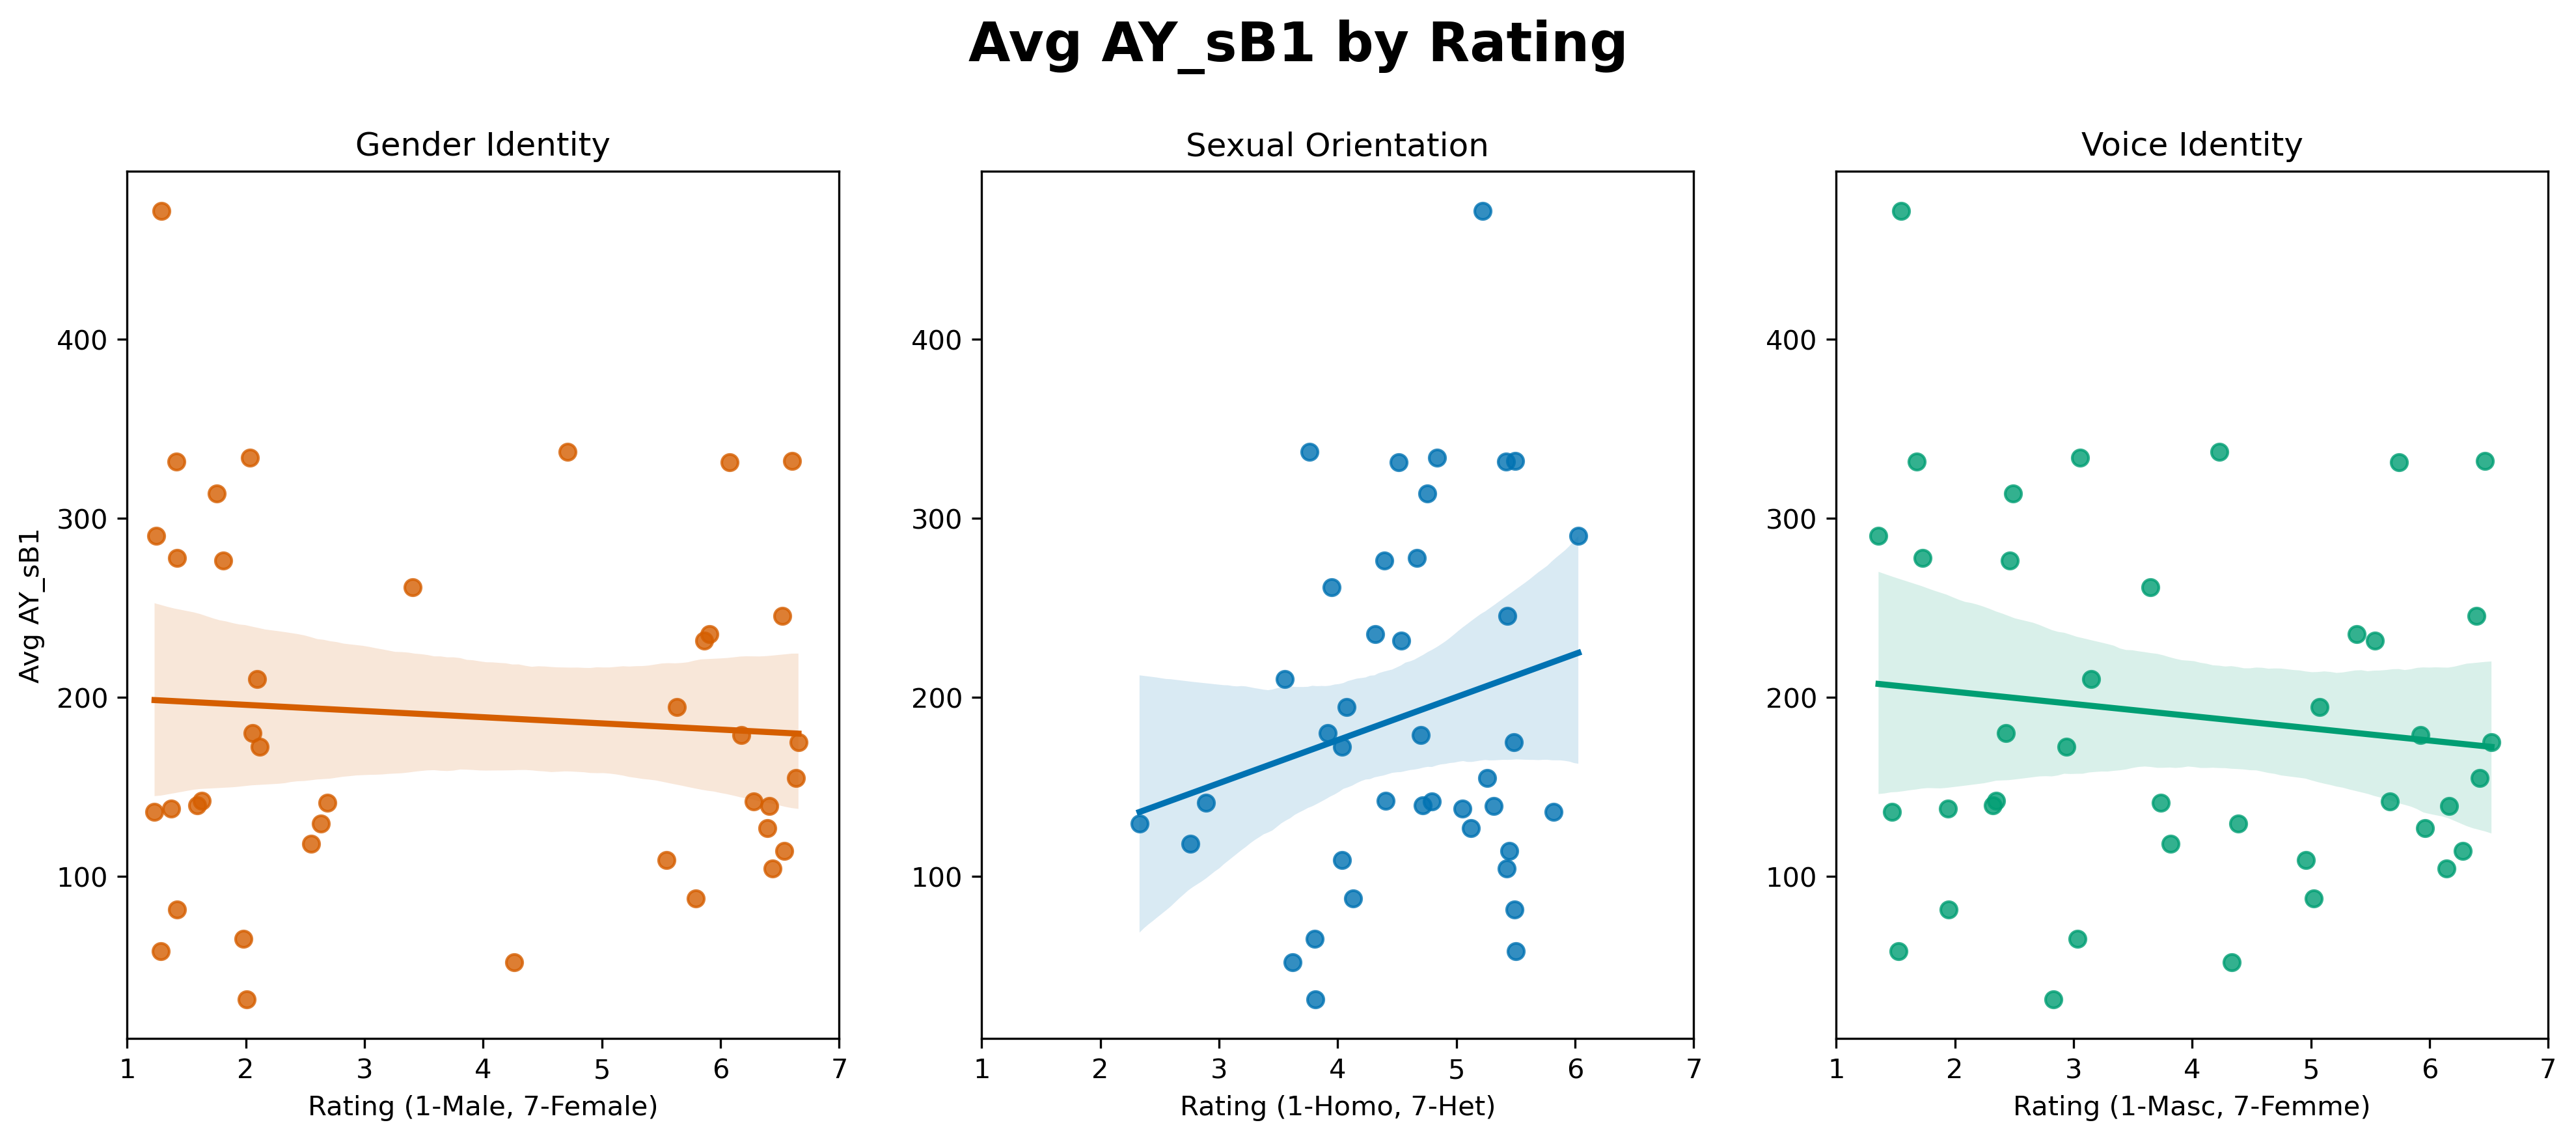 Avg AY_sB1 by Rating
Gender Identity
Sexual Orientation
Voice Identity
Avg AY_sB1
400
300
200
100
400
300
200
100
400
300
200
100
1 2 3 4 5 6 7
1 2 3 4 5 6 7
1 2 3 4 5 6 7
Rating (1-Male, 7-Female)
Rating (1-Homo, 7-Het)
Rating (1-Masc, 7-Femme)